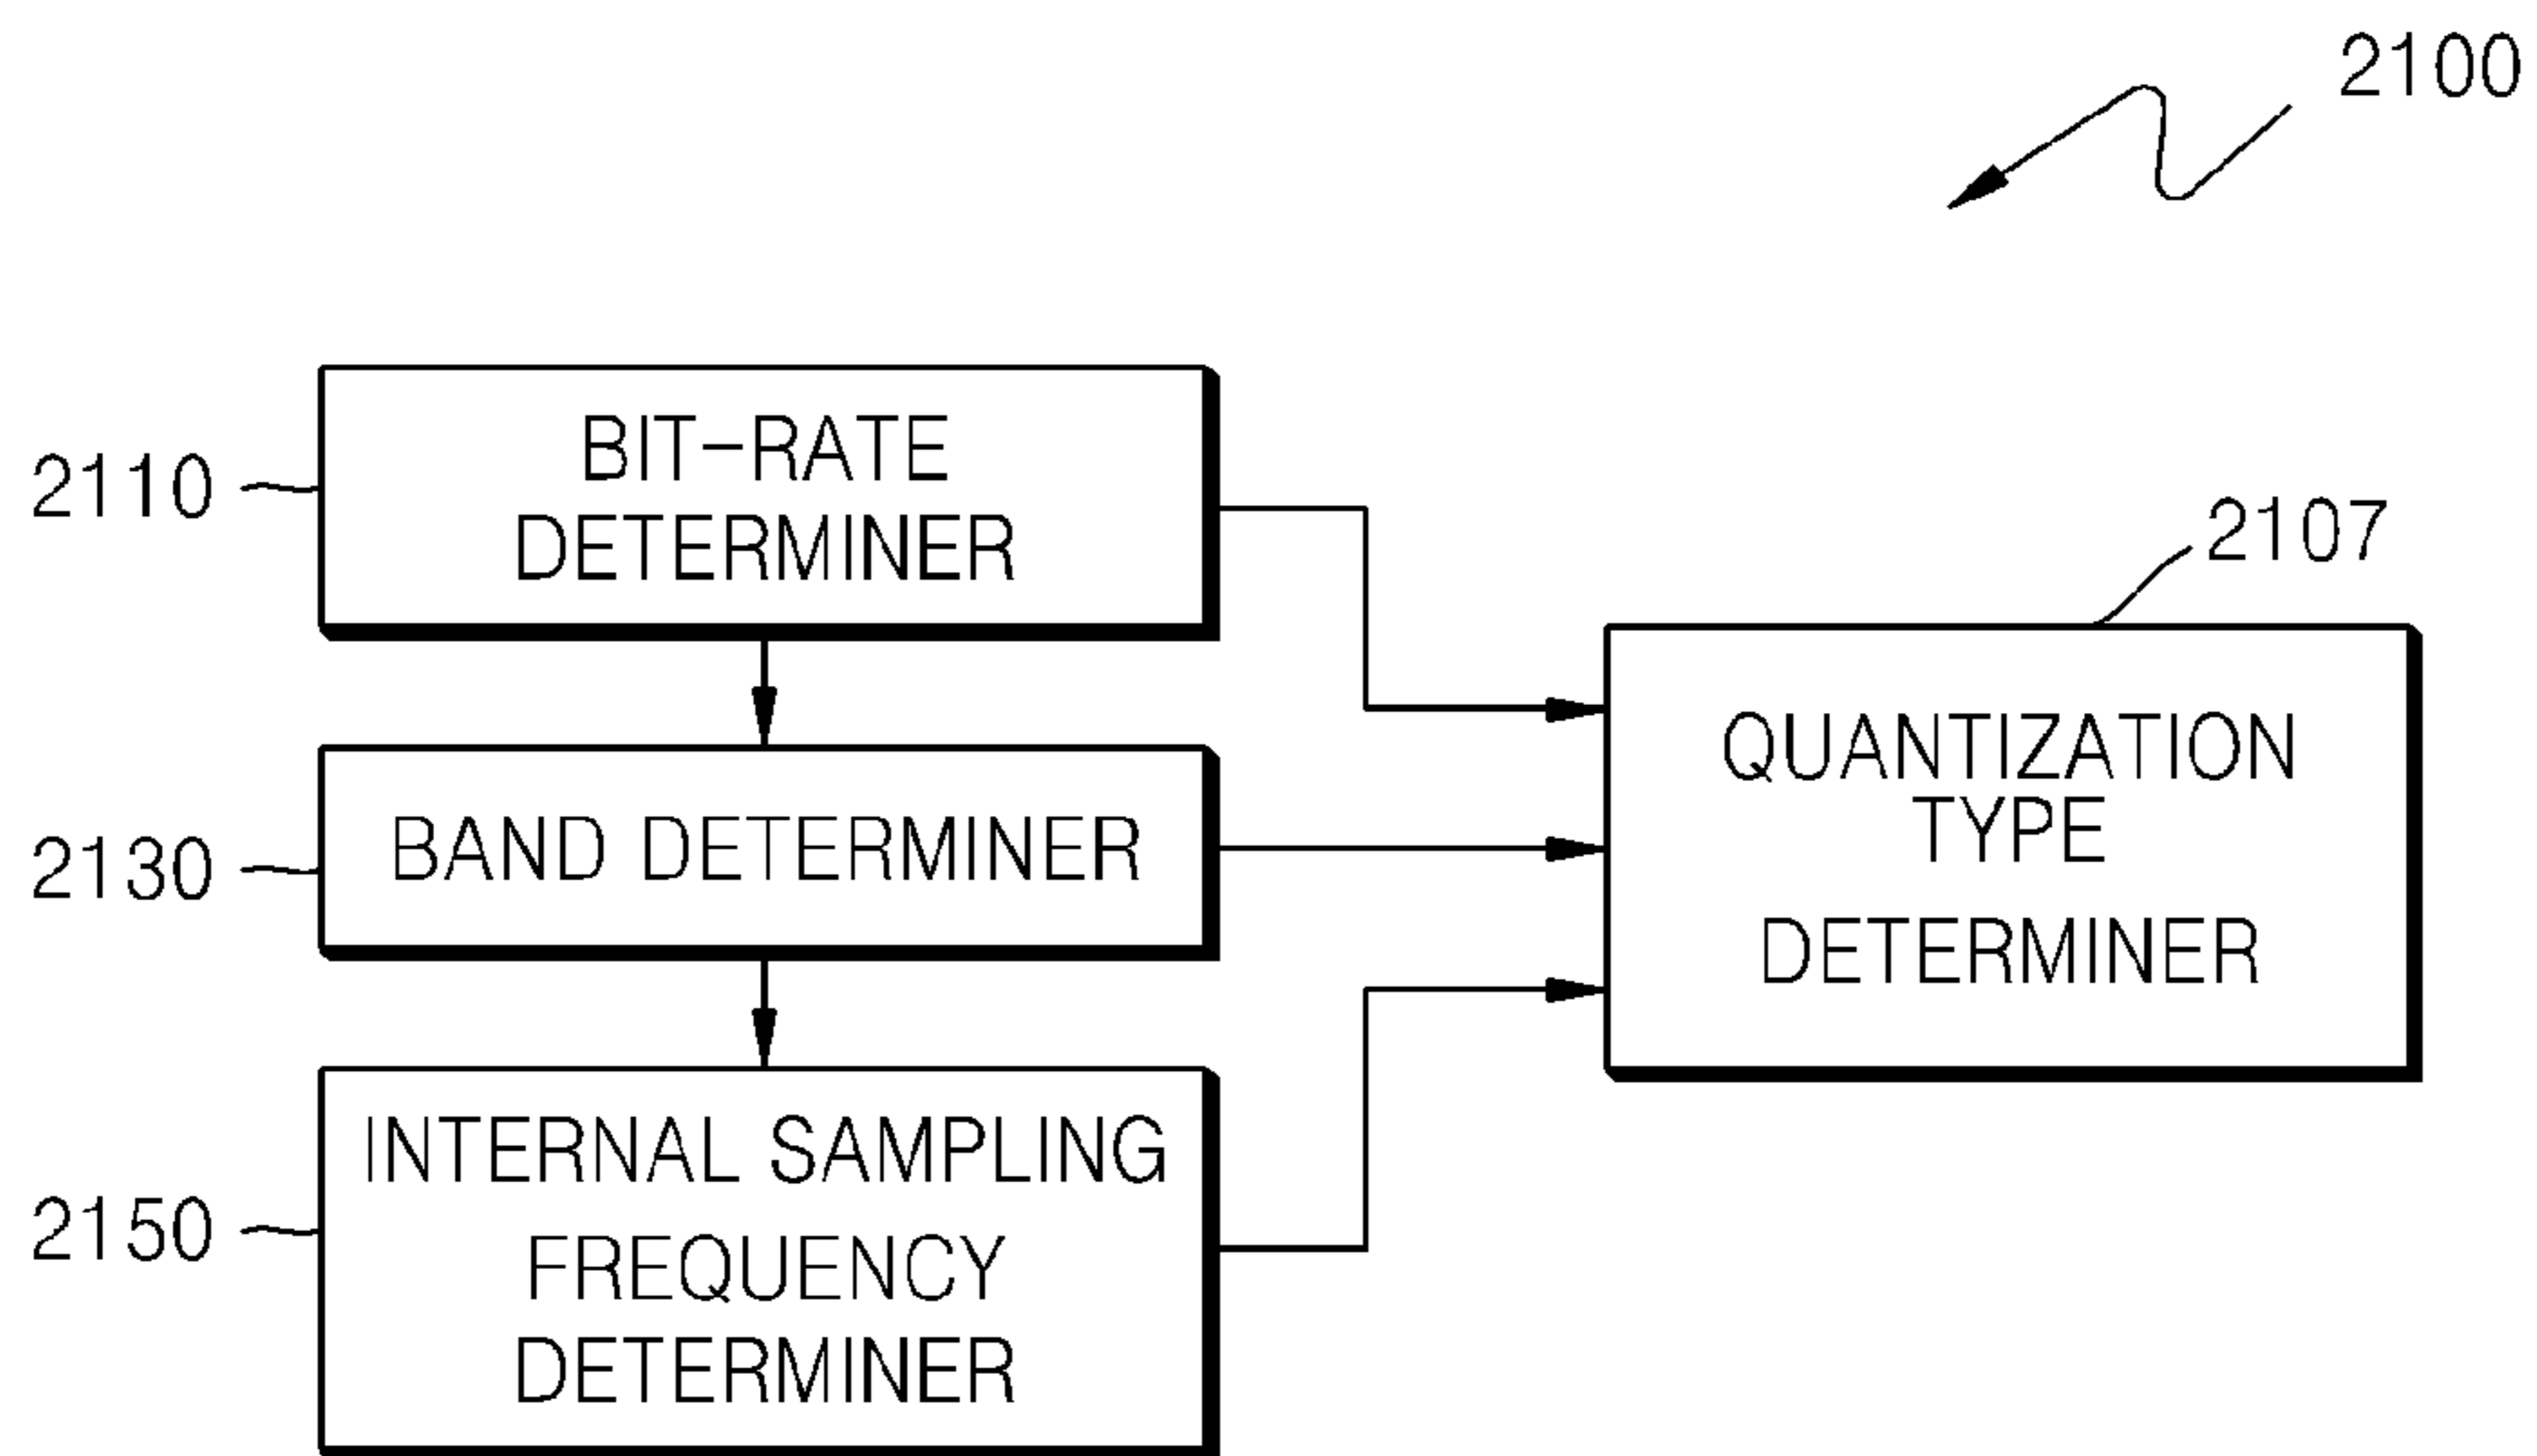 2100
BIT-RATE
DETERMINER
2110
2107
QUANTIZATION
TYPE
DETERMINER
BAND DETERMINER
2130
INTERNAL SAMPLING
FREQUENCY
DETERMINER
2150